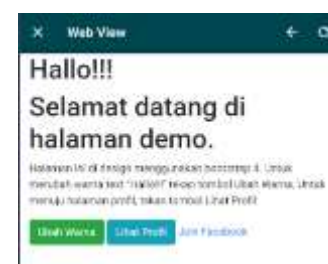 Web View
Hallo!!!
Selamat datang di
halaman demo.
Halaman ini di design menggunakan bootstrap 4. Untuk
merubah warna text "Hallo!!!" tekan tombol Ubah Warna, Untuk
menuju halaman profil, tekan tombol Lihat Profil
Ubah Warna Lihat Profil Join Facebook